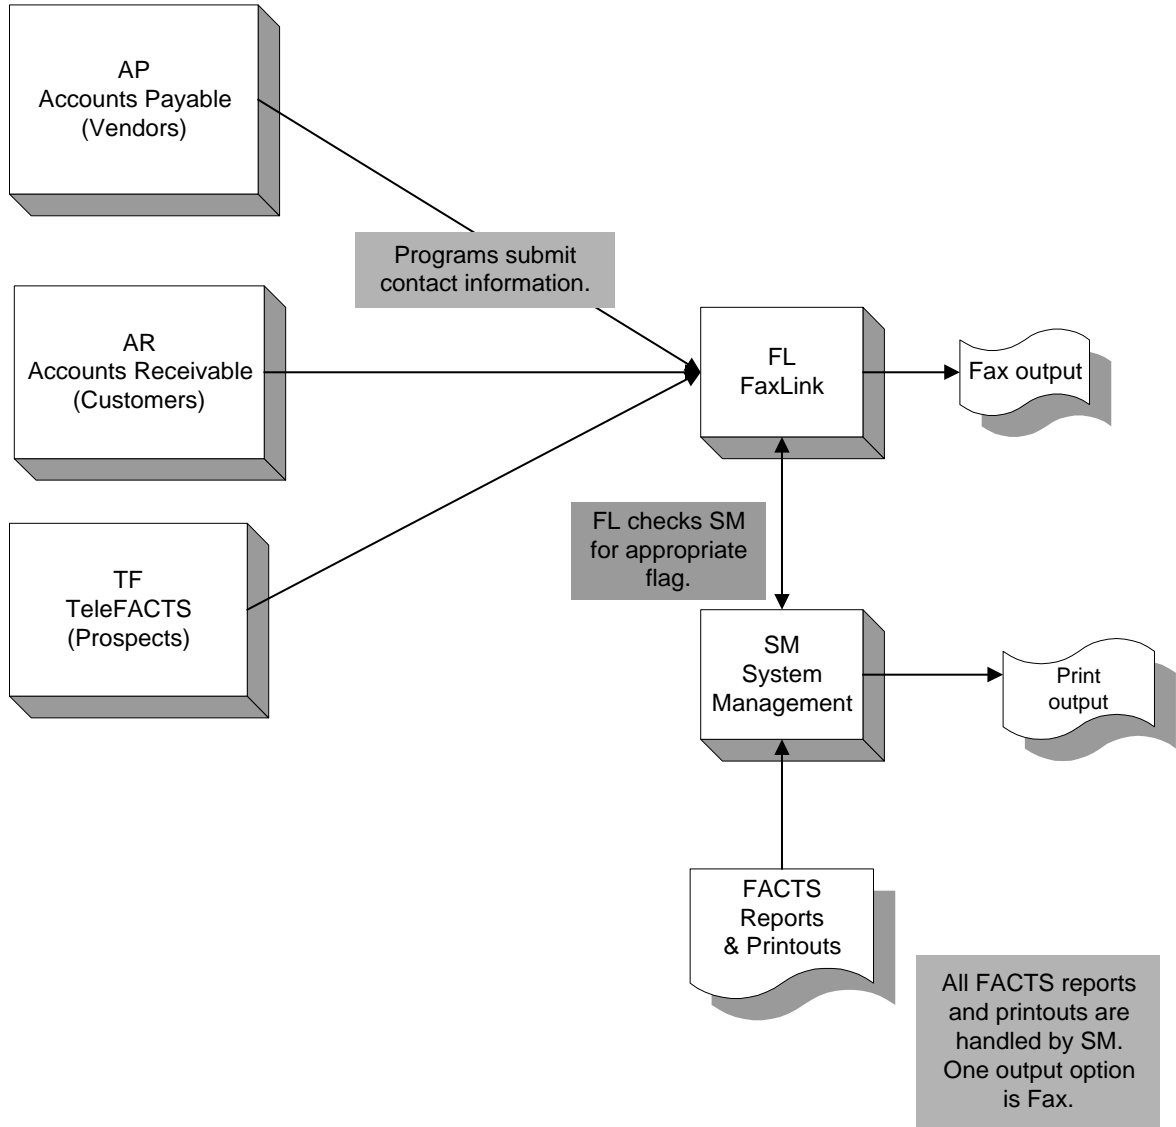 AP
Accounts Payable
(Vendors)
Programs submit
contact information.
AR
Accounts Receivable
(Customers)
FL
FaxLink
Fax output
FL checks SM
for appropriate
flag.
TF
TeleFACTS
(Prospects)
SM
System
Management
Print
output
FACTS
Reports
& Printouts
All FACTS reports
and printouts are
handled by SM.
One output option
is Fax.